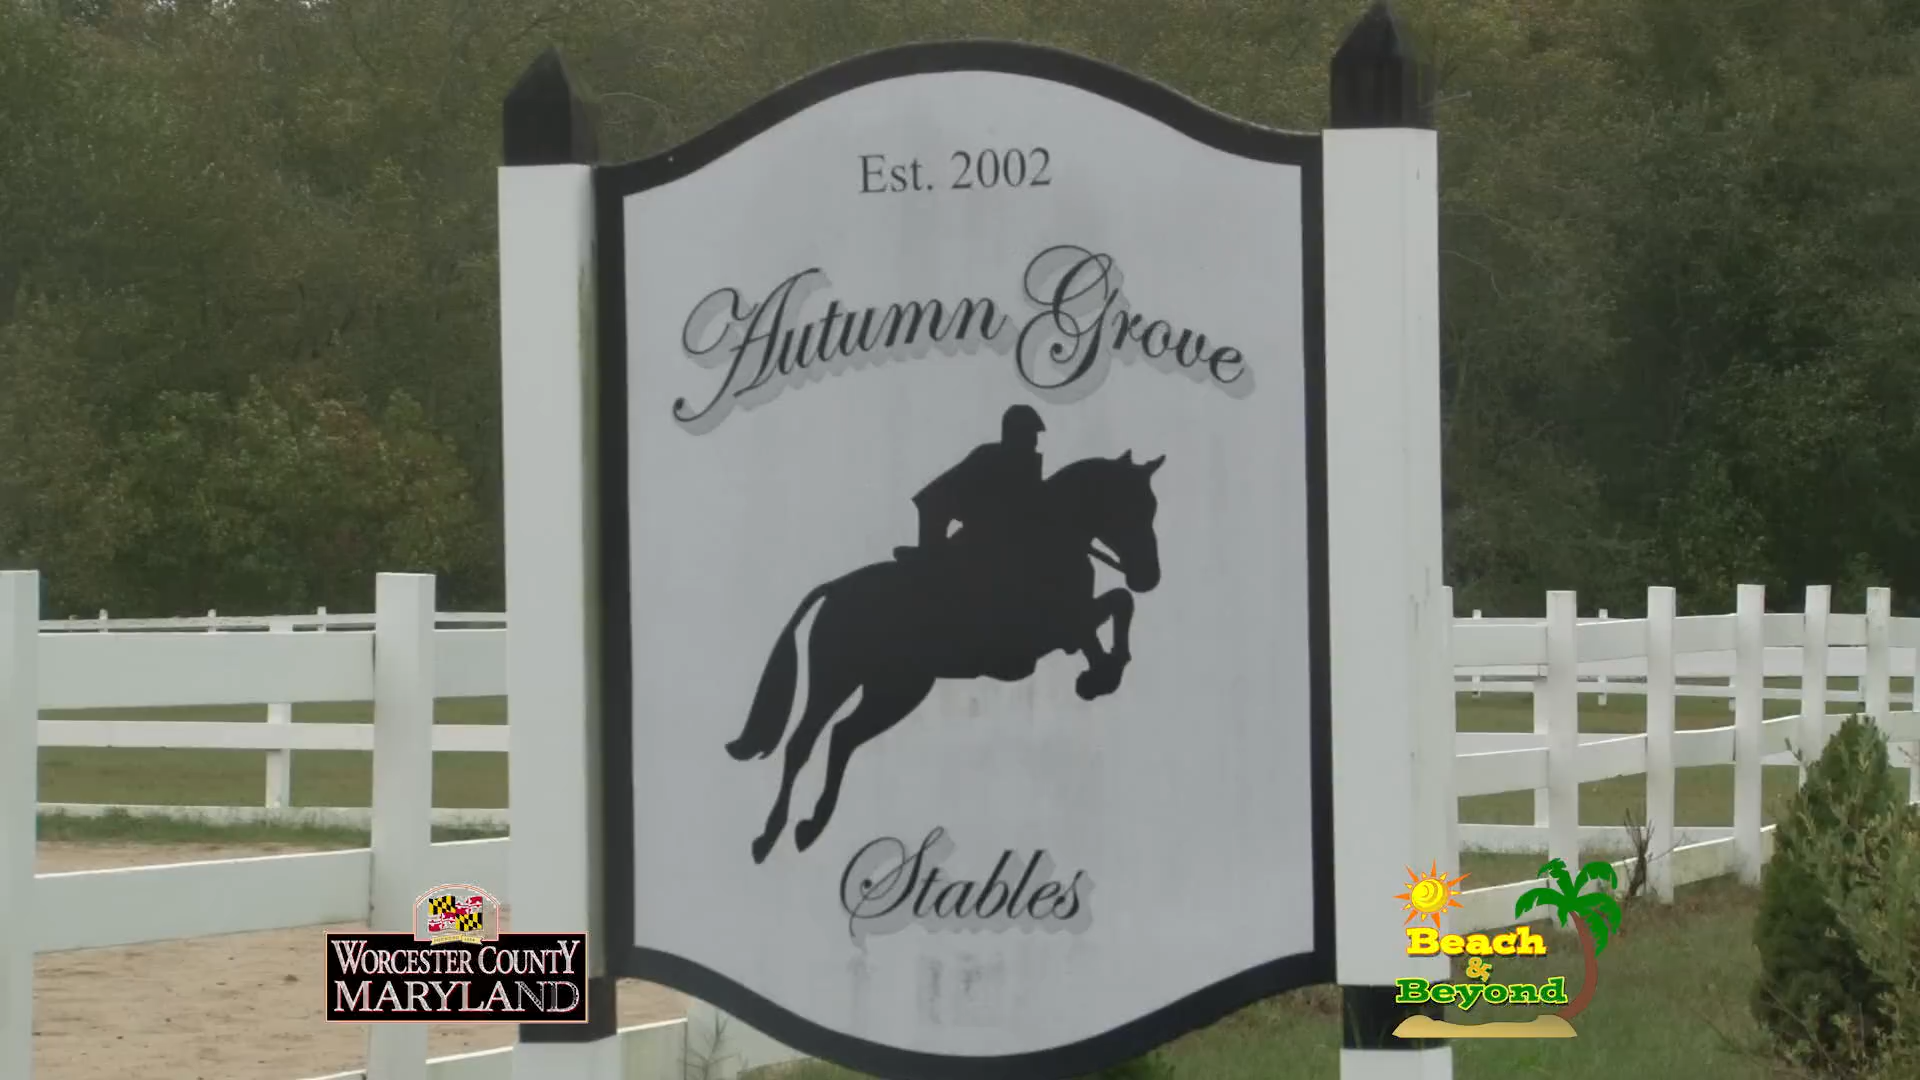 Est. 2002
Autumn Grove
Stables
WORCESTER COUNTY
MARYLAND
Beach
&
Beyond